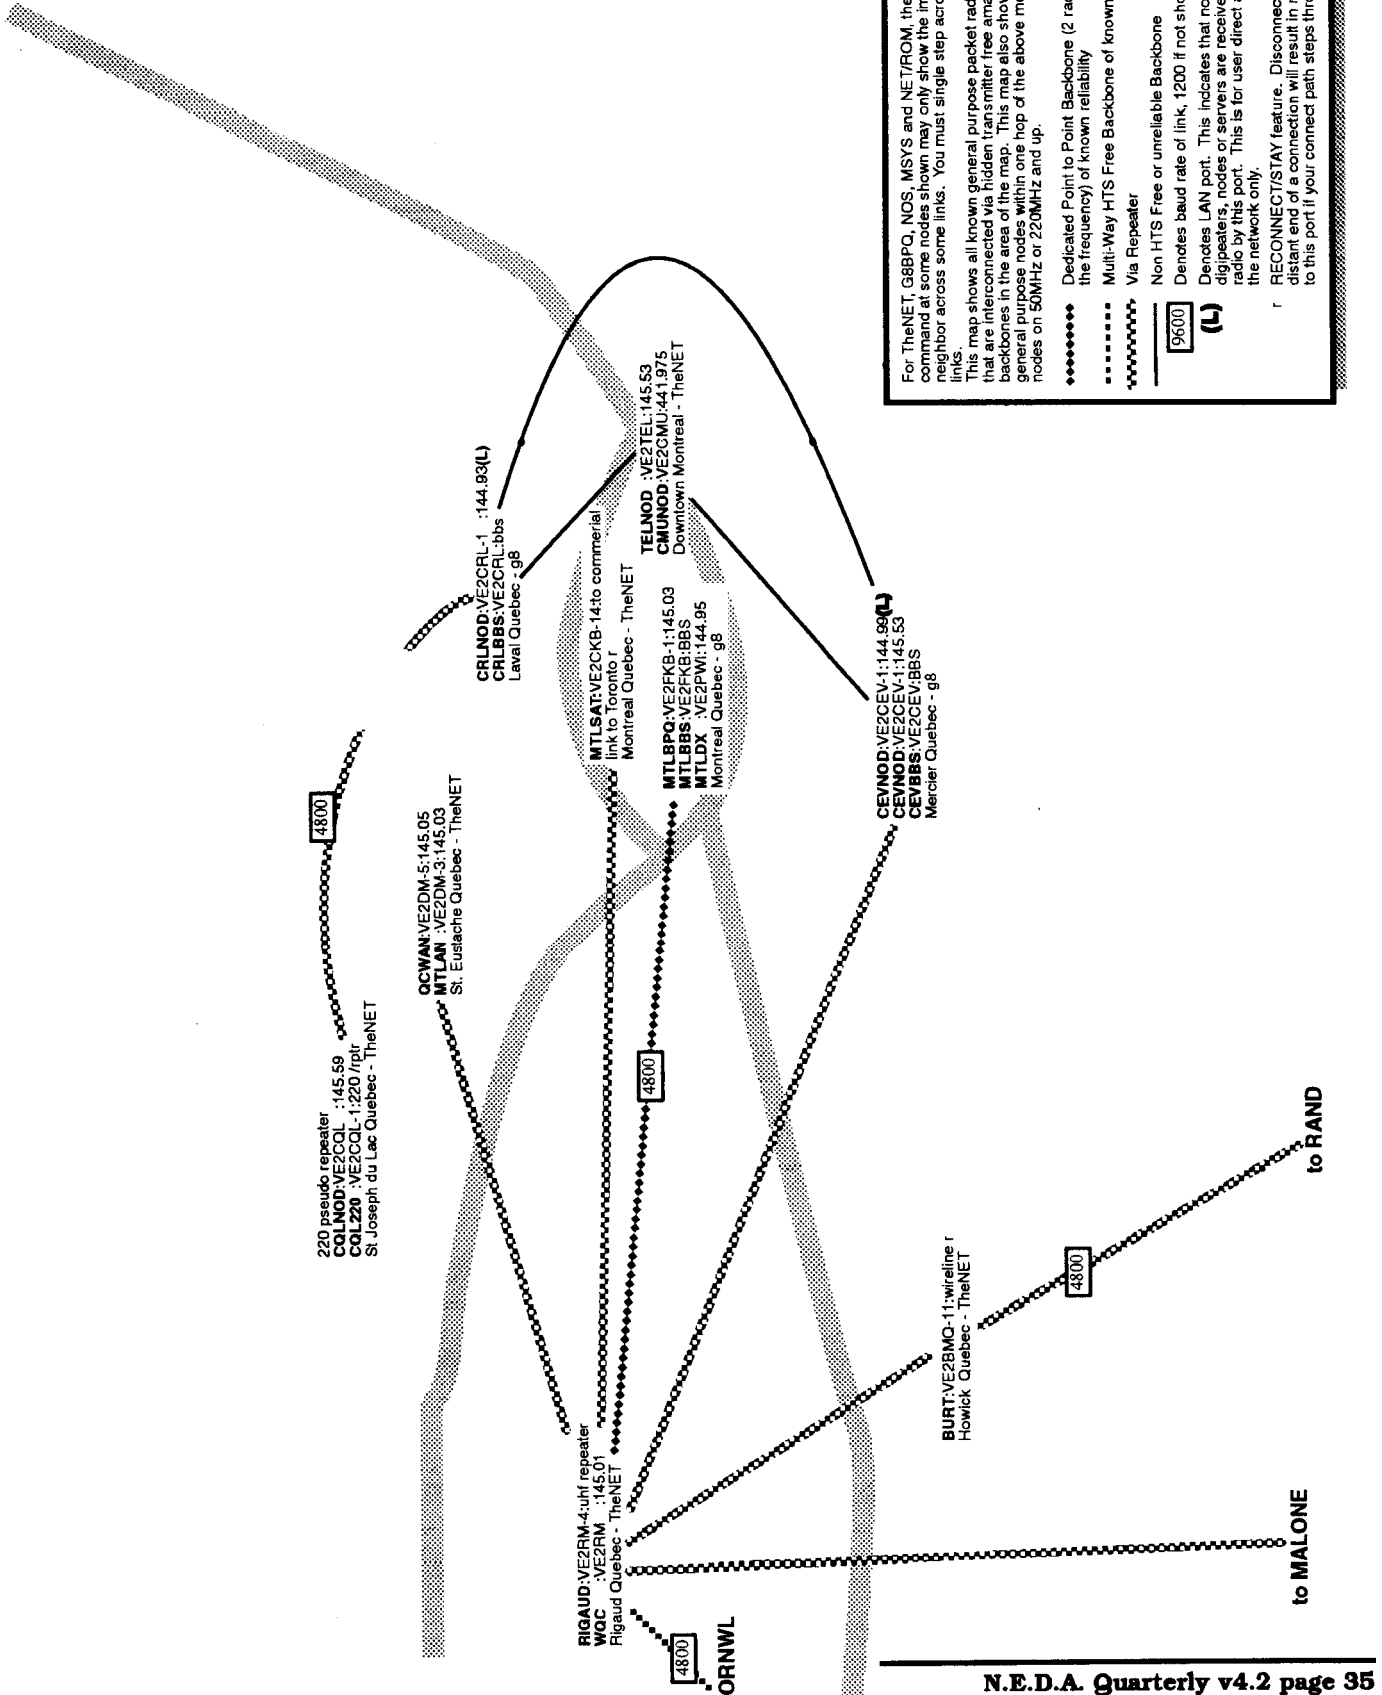 220 pseudo repeater
CQLNOD:VE2CQL :145.59
CQL220 :VE2CQL-1:220 /rptr
St Joseph du Lac Quebec - TheNET
4800
QCWAN:VE2DM-5:145.05
MTLAN :VE2DM-3:145.03
St. Eustache Quebec - TheNET
CRLNOD:VE2CRL-1 :144.93(L)
CRLBBS:VE2CRL:bbs
Laval Quebec - g8
MTLSAT:VE2CKB-14:to commerial
link to Toronto r
Montreal Quebec - TheNET
TELNOD :VE2TEL:145.53
CMUNOD:VE2CMU:441.975
Downtown Montreal - TheNET
MTLBPQ:VE2FKB-1:145.03
MTLBBS:VE2FKB:BBS
MTLDX :VE2PWI:144.95
Montreal Quebec - g8
4800
RIGAUD:VE2RM-4:uhf repeater
WQC :VE2RM :145.01
Rigaud Quebec - TheNET
4800
ORNWL
CEVNOD:VE2CEV-1:144.99(L)
CEVNOD:VE2CEV-1:145.53
CEVBBS:VE2CEV:BBS
Mercier Quebec - g8
BURT:VE2BMQ-11:wireline r
Howick Quebec - TheNET
4800
to MALONE
to RAND
For TheNET, G8BPQ, NOS, MSYS and NET/ROM, the
command at some nodes shown may only show the im
neighbor across some links. You must single step acro
links.
This map shows all known general purpose packet rad
that are interconnected via hidden transmitter free ama
backbones in the area of the map. This map also show
general purpose nodes within one hop of the above me
nodes on 50MHz or 220MHz and up.
Dedicated Point to Point Backbone (2 rad
the frequency) of known reliability
Multi-Way HTS Free Backbone of known
Via Repeater
Non HTS Free or unreliable Backbone
9600 Denotes baud rate of link, 1200 if not sho
(L) Denotes LAN port. This indcates that no
digipeaters, nodes or servers are receive
radio by this port. This is for user direct a
the network only.
r RECONNECT/STAY feature. Disconnec
distant end of a connection will result in r
to this port if your connect path steps thr
N.E.D.A. Quarterly v4.2 page 35